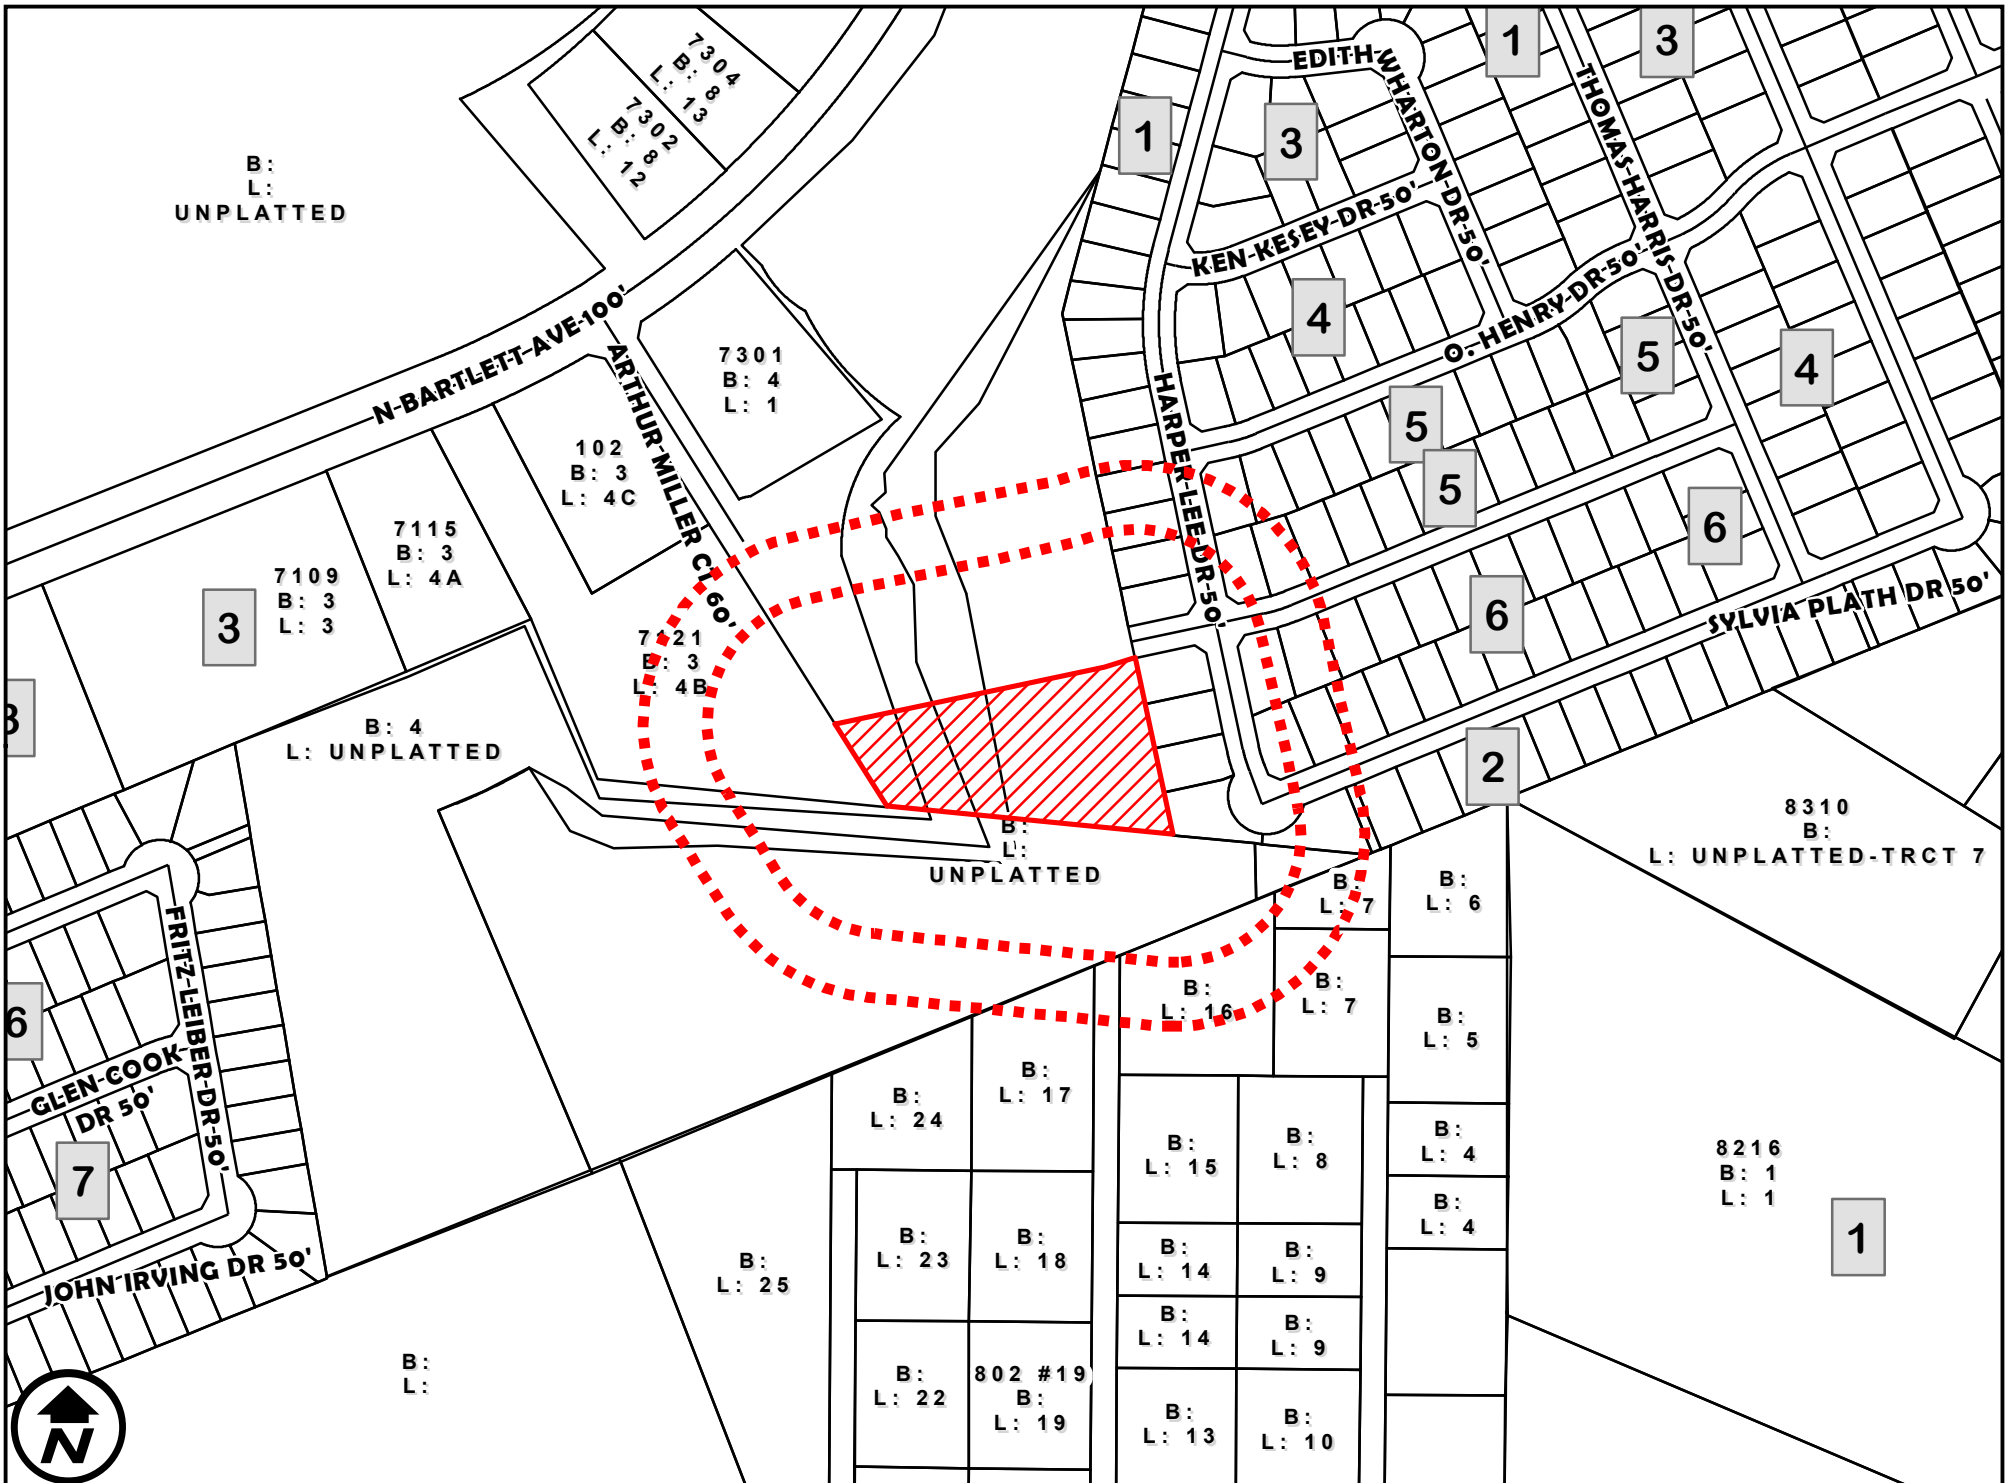 7304
B: 8
L: 13
7302
B: 8
L: 12
B:
L:
UNPLATTED
N BARTLETT AVE 100'
ARTHUR MILLER CT 60'
7301
B: 4
L: 1
102
B: 3
L: 4C
7115
B: 3
L: 4A
7109
B: 3
L: 3
3
3
7121
B: 3
L: 4B
B: 4
L: UNPLATTED
1
3
1
3
EDITH WHARTON DR 50'
THOMAS HARRIS DR 50'
KEN KESEY DR 50'
O. HENRY DR 50'
HARPER LEE DR 50'
4
5
4
5
5
6
6
SYLVIA PLATH DR 50'
2
8310
B:
L: UNPLATTED-TRCT 7
B:
L:
UNPLATTED
B:
L: 7
B:
L: 6
B:
L: 16
B:
L: 7
B:
L: 5
FRITZ LEIBER DR 50'
6
GLEN COOK
DR 50'
7
JOHN IRVING DR 50'
B:
L: 24
B:
L: 17
B:
L: 15
B:
L: 8
B:
L: 4
B:
L: 4
8216
B: 1
L: 1
1
B:
L: 25
B:
L: 23
B:
L: 18
B:
L: 14
B:
L: 9
B:
L: 14
B:
L: 9
B:
L:
B:
L: 22
802 #19
B:
L: 19
B:
L: 13
B:
L: 10
N